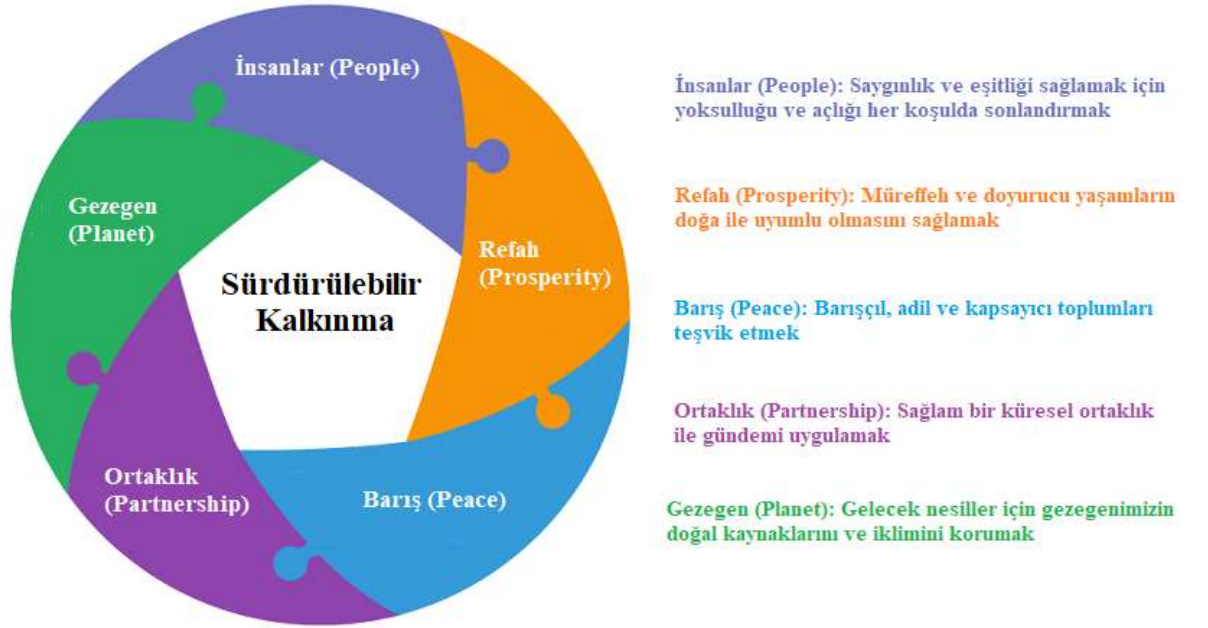 İnsanlar (People)
Gezegen
(Planet)
Refah
(Prosperity)
Sürdürülebilir
Kalkınma
Ortaklık
(Partnership)
Barış (Peace)
İnsanlar (People): Saygınlık ve eşitliği sağlamak için
yoksulluğu ve açlığı her koşulda sonlandırmak
Refah (Prosperity): Müreffeh ve doyurucu yaşamların
doğa ile uyumlu olmasını sağlamak
Barış (Peace): Barışçıl, adil ve kapsayıcı toplumları
teşvik etmek
Ortaklık (Partnership): Sağlam bir küresel ortaklık
ile gündemi uygulamak
Gezegen (Planet): Gelecek nesiller için gezegenimizin
doğal kaynaklarını ve iklimini korumak